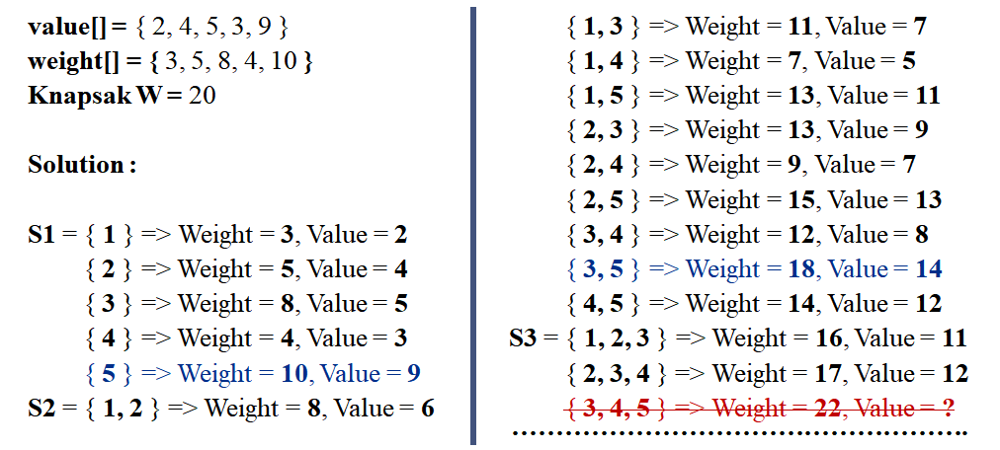 value[] = { 2, 4, 5, 3, 9 }
weight[] = { 3, 5, 8, 4, 10 }
Knapsak W = 20
Solution :
S1 = { 1 } => Weight = 3, Value = 2
{ 2 } => Weight = 5, Value = 4
{ 3 } => Weight = 8, Value = 5
{ 4 } => Weight = 4, Value = 3
{ 5 } => Weight = 10, Value = 9
S2 = { 1, 2 } => Weight = 8, Value = 6
{ 1, 3 } => Weight = 11, Value = 7
{ 1, 4 } => Weight = 7, Value = 5
{ 1, 5 } => Weight = 13, Value = 11
{ 2, 3 } => Weight = 13, Value = 9
{ 2, 4 } => Weight = 9, Value = 7
{ 2, 5 } => Weight = 15, Value = 13
{ 3, 4 } => Weight = 12, Value = 8
{ 3, 5 } => Weight = 18, Value = 14
{ 4, 5 } => Weight = 14, Value = 12
S3 = { 1, 2, 3 } => Weight = 16, Value = 11
{ 2, 3, 4 } => Weight = 17, Value = 12
{ 3, 4, 5 } => Weight = 22, Value = ?